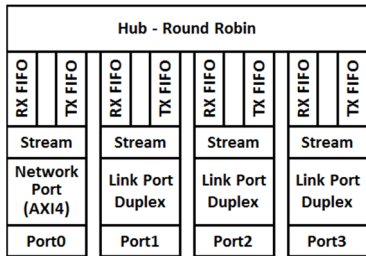 Hub - Round Robin
RX FIFO
TX FIFO
RX FIFO
TX FIFO
RX FIFO
TX FIFO
RX FIFO
TX FIFO
Stream
Stream
Stream
Stream
Network
Port
(AXI4)
Link Port
Duplex
Link Port
Duplex
Link Port
Duplex
Port0
Port1
Port2
Port3